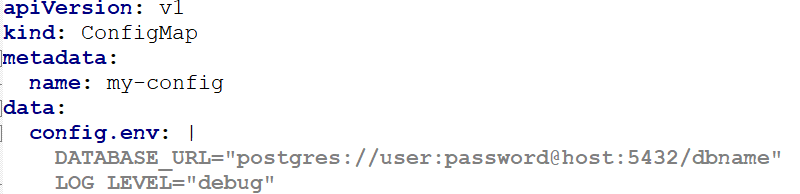 apiVersion: v1
kind: ConfigMap
metadata:
  name: my-config
data:
  config.env: |
    DATABASE_URL="postgres://user:password@host:5432/dbname"
    LOG_LEVEL="debug"